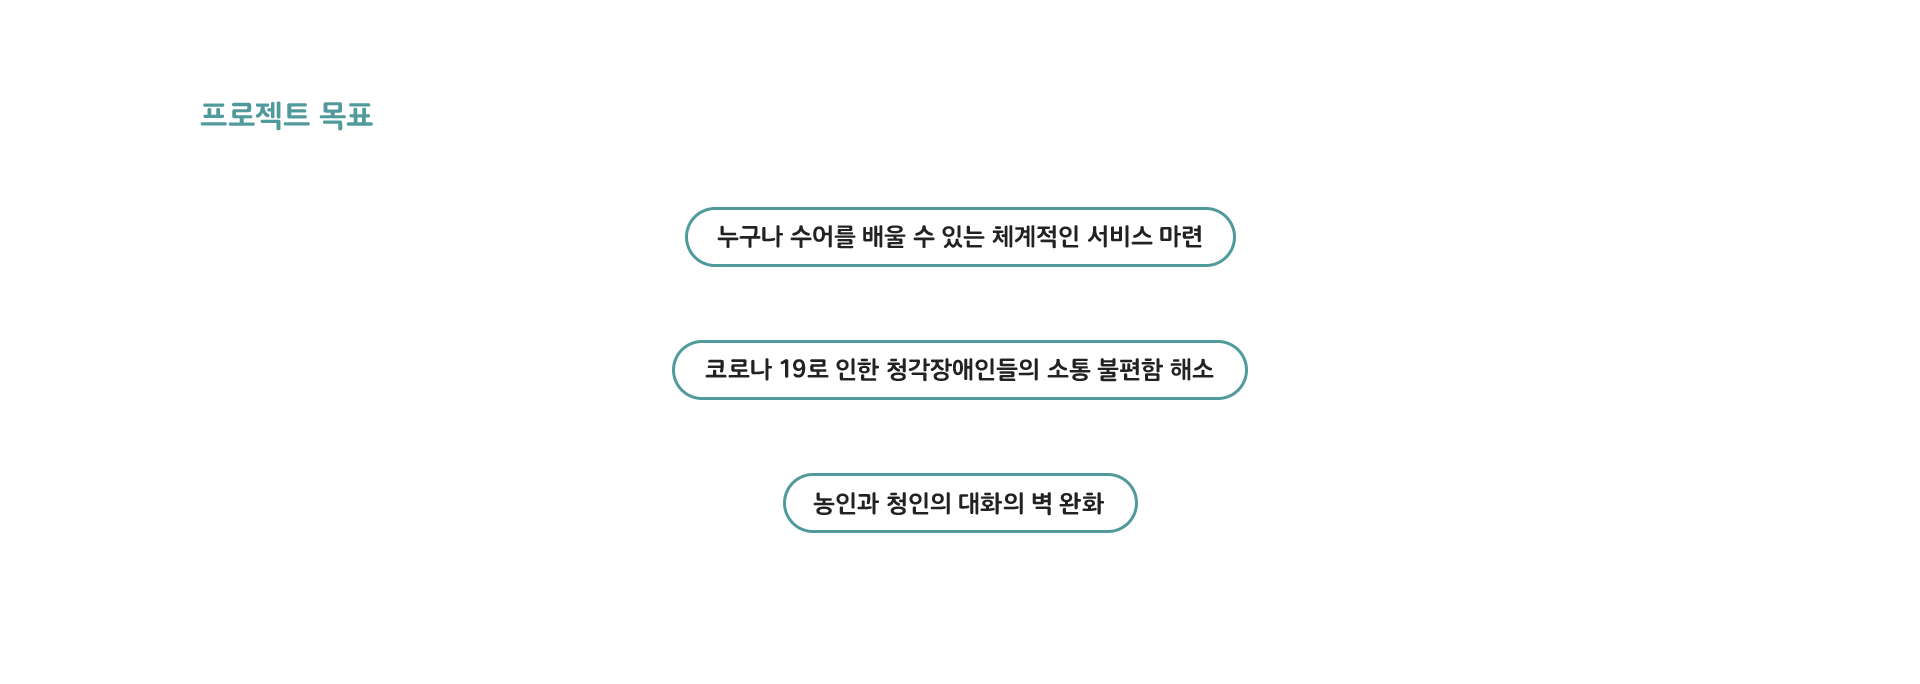 프로젝트 목표
누구나 수어를 배울 수 있는 체계적인 서비스 마련
코로나 19로 인한 청각장애인들의 소통 불편함 해소
농인과 청인의 대화의 벽 완화